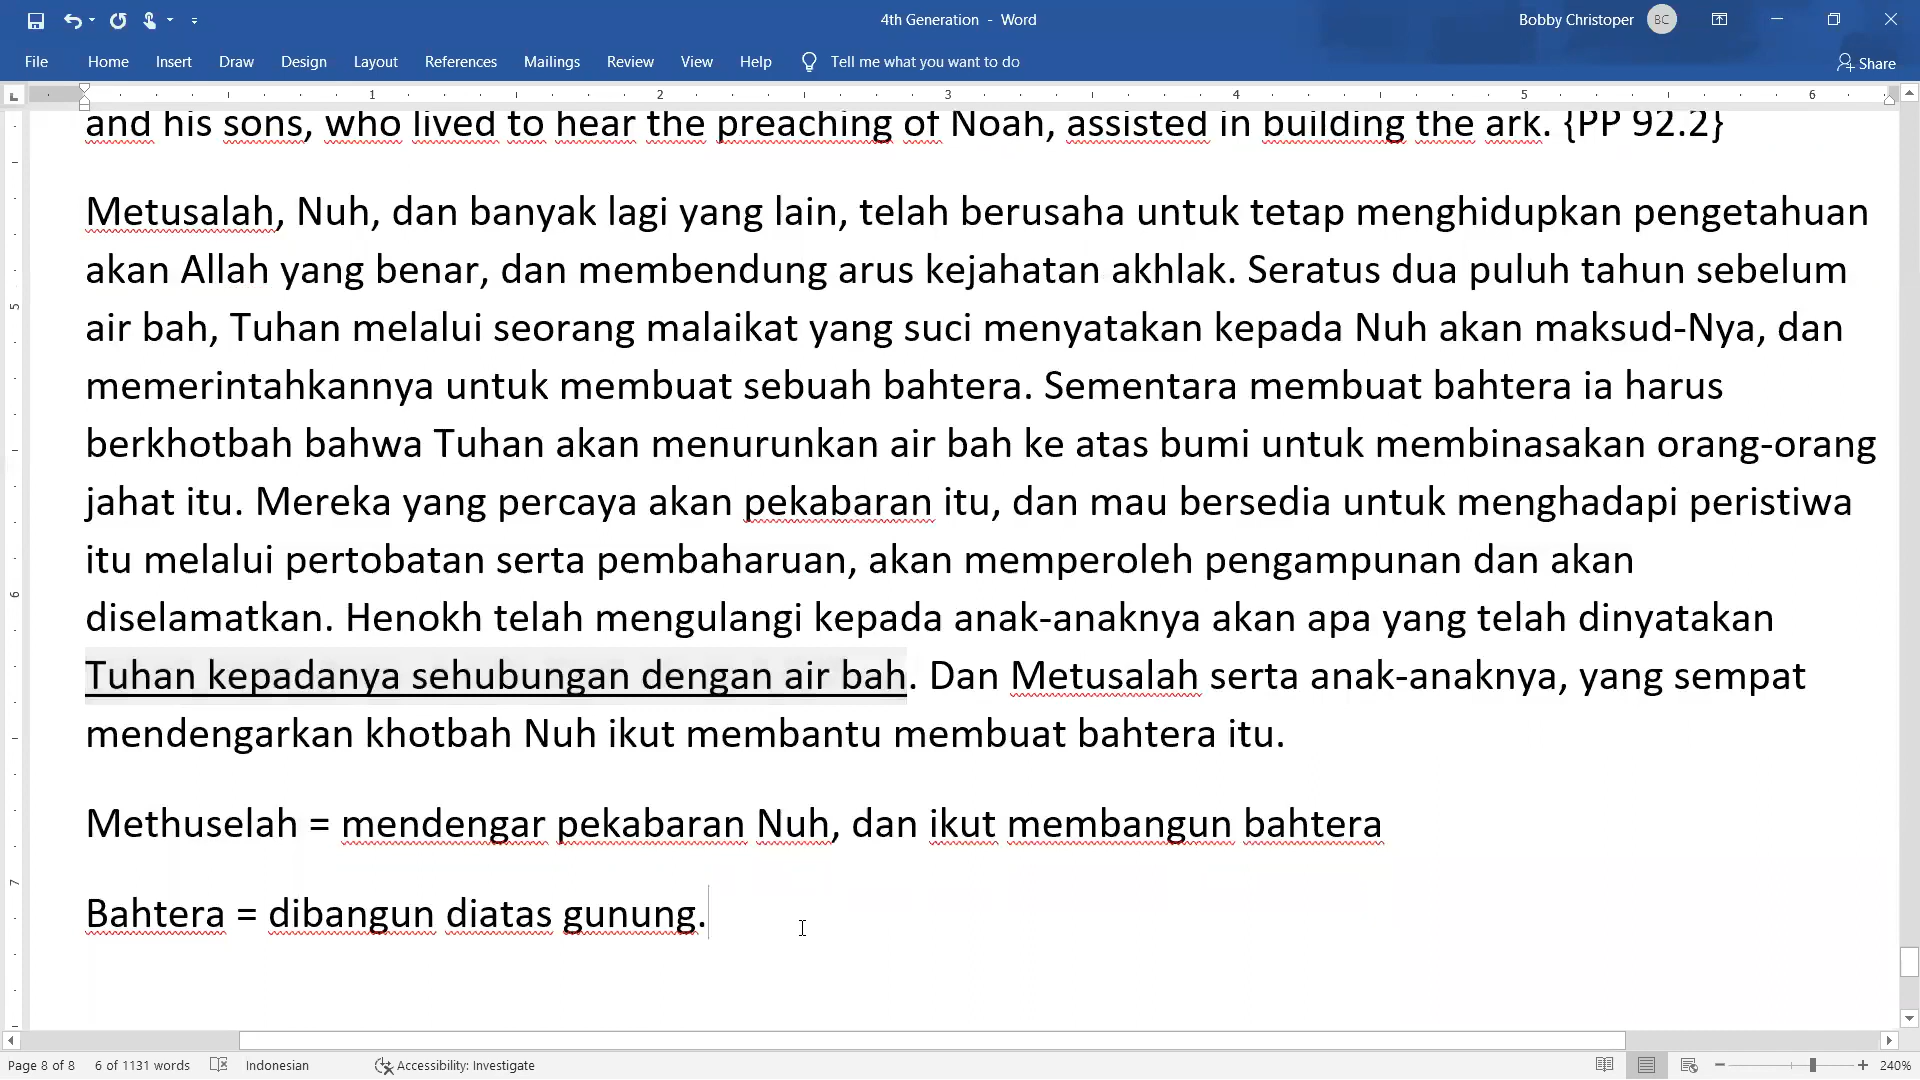 4th Generation - Word
Bobby Christoper BC
File Home Insert Draw Design Layout References Mailings Review View Help Tell me what you want to do Share
1 2 3 4 5 6
and his sons, who lived to hear the preaching of Noah, assisted in building the ark. {PP 92.2}
Metusalah, Nuh, dan banyak lagi yang lain, telah berusaha untuk tetap menghidupkan pengetahuan
akan Allah yang benar, dan membendung arus kejahatan akhlak. Seratus dua puluh tahun sebelum
5
air bah, Tuhan melalui seorang malaikat yang suci menyatakan kepada Nuh akan maksud-Nya, dan
memerintahkannya untuk membuat sebuah bahtera. Sementara membuat bahtera ia harus
berkhotbah bahwa Tuhan akan menurunkan air bah ke atas bumi untuk membinasakan orang-orang
jahat itu. Mereka yang percaya akan pekabaran itu, dan mau bersedia untuk menghadapi peristiwa
itu melalui pertobatan serta pembaharuan, akan memperoleh pengampunan dan akan
6
diselamatkan. Henokh telah mengulangi kepada anak-anaknya akan apa yang telah dinyatakan
Tuhan kepadanya sehubungan dengan air bah. Dan Metusalah serta anak-anaknya, yang sempat
mendengarkan khotbah Nuh ikut membantu membuat bahtera itu.
Methuselah = mendengar pekabaran Nuh, dan ikut membangun bahtera
7
Bahtera = dibangun diatas gunung.
Page 8 of 8 6 of 1131 words Indonesian Accessibility: Investigate 240%